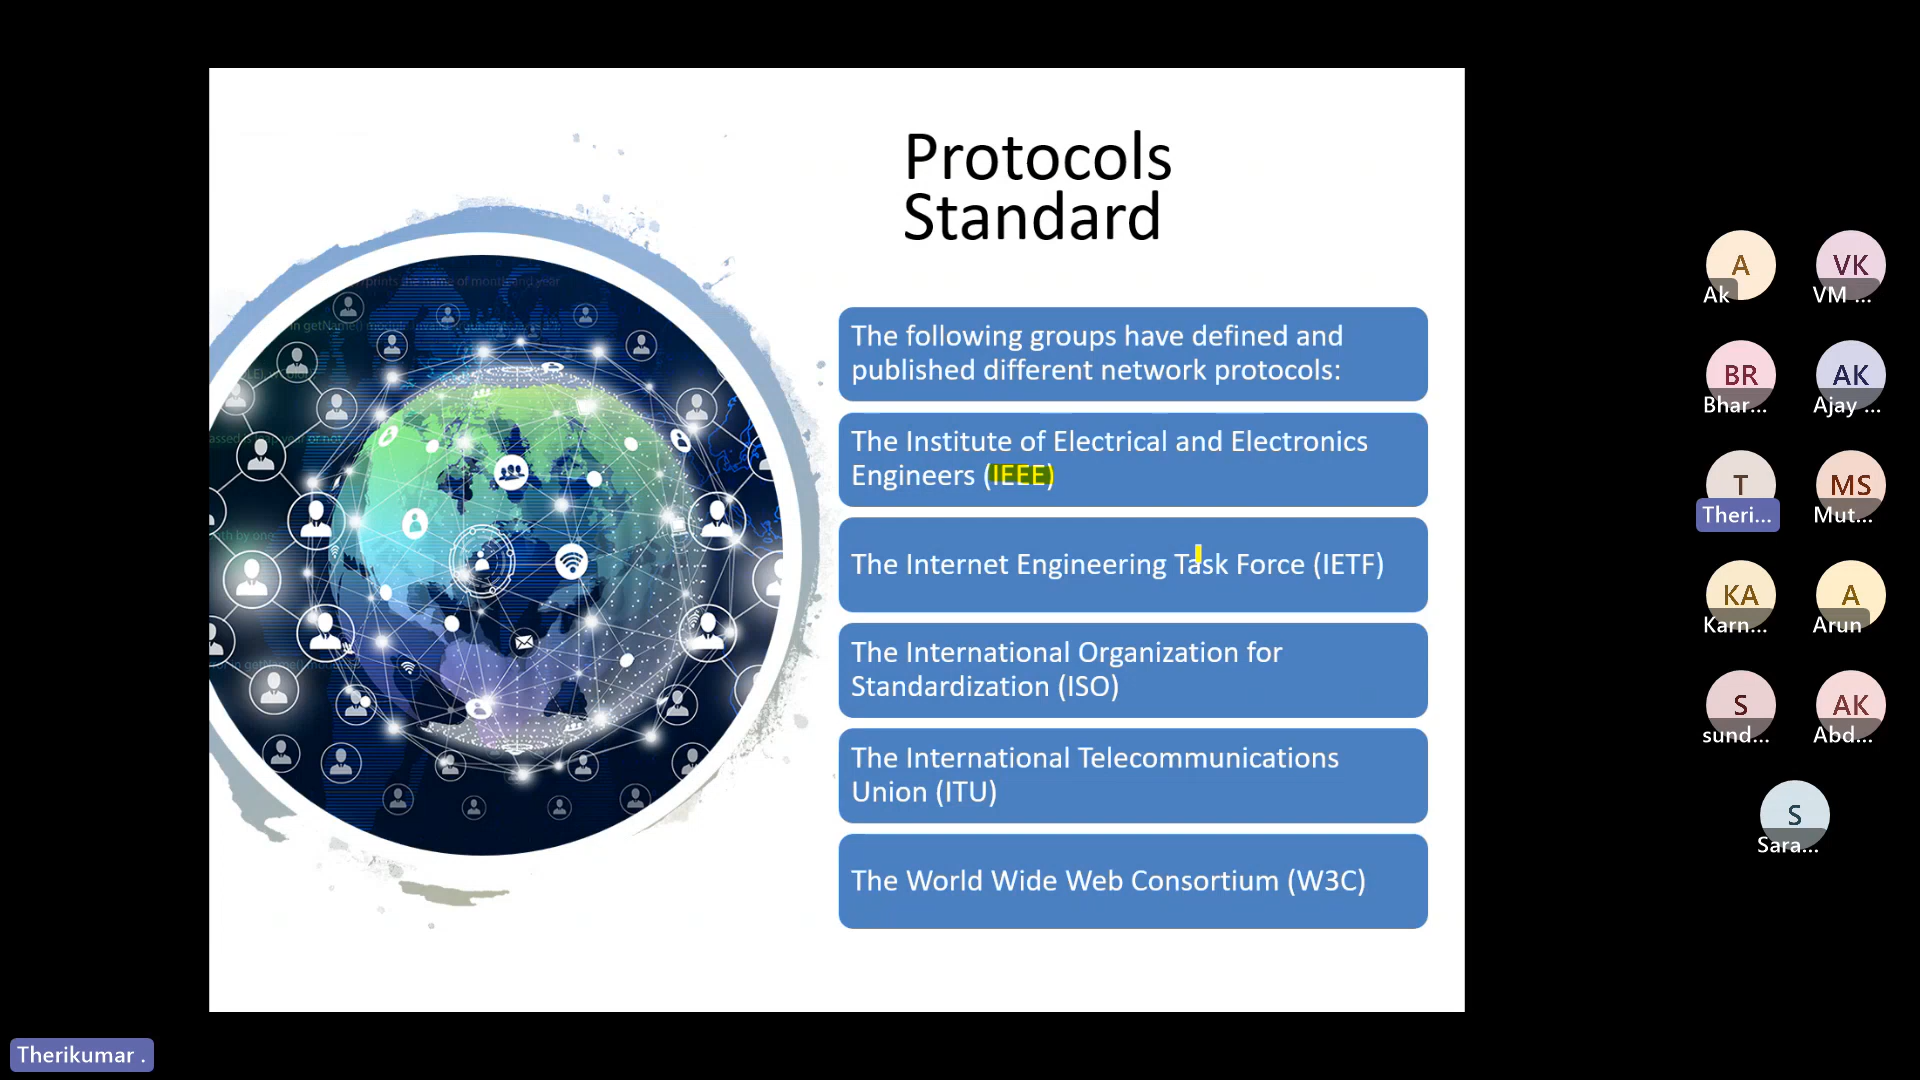 Protocols
Standard
The following groups have defined and
published different network protocols:
The Institute of Electrical and Electronics
Engineers (IEEE)
The Internet Engineering Task Force (IETF)
The International Organization for
Standardization (ISO)
The International Telecommunications
Union (ITU)
The World Wide Web Consortium (W3C)
A
Ak
VK
VM ...
BR
Bhar...
AK
Ajay ...
T
Theri...
MS
Mut...
KA
Karn...
A
Arun
S
sund...
AK
Abd...
S
Sara...
Therikumar .